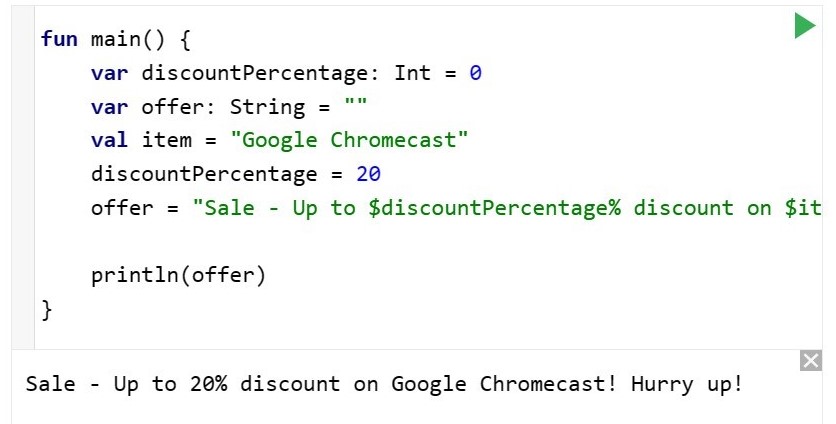 fun main() {
    var discountPercentage: Int = 0
    var offer: String = ""
    val item = "Google Chromecast"
    discountPercentage = 20
    offer = "Sale - Up to $discountPercentage% discount on $it
    println(offer)
}
Sale - Up to 20% discount on Google Chromecast! Hurry up!